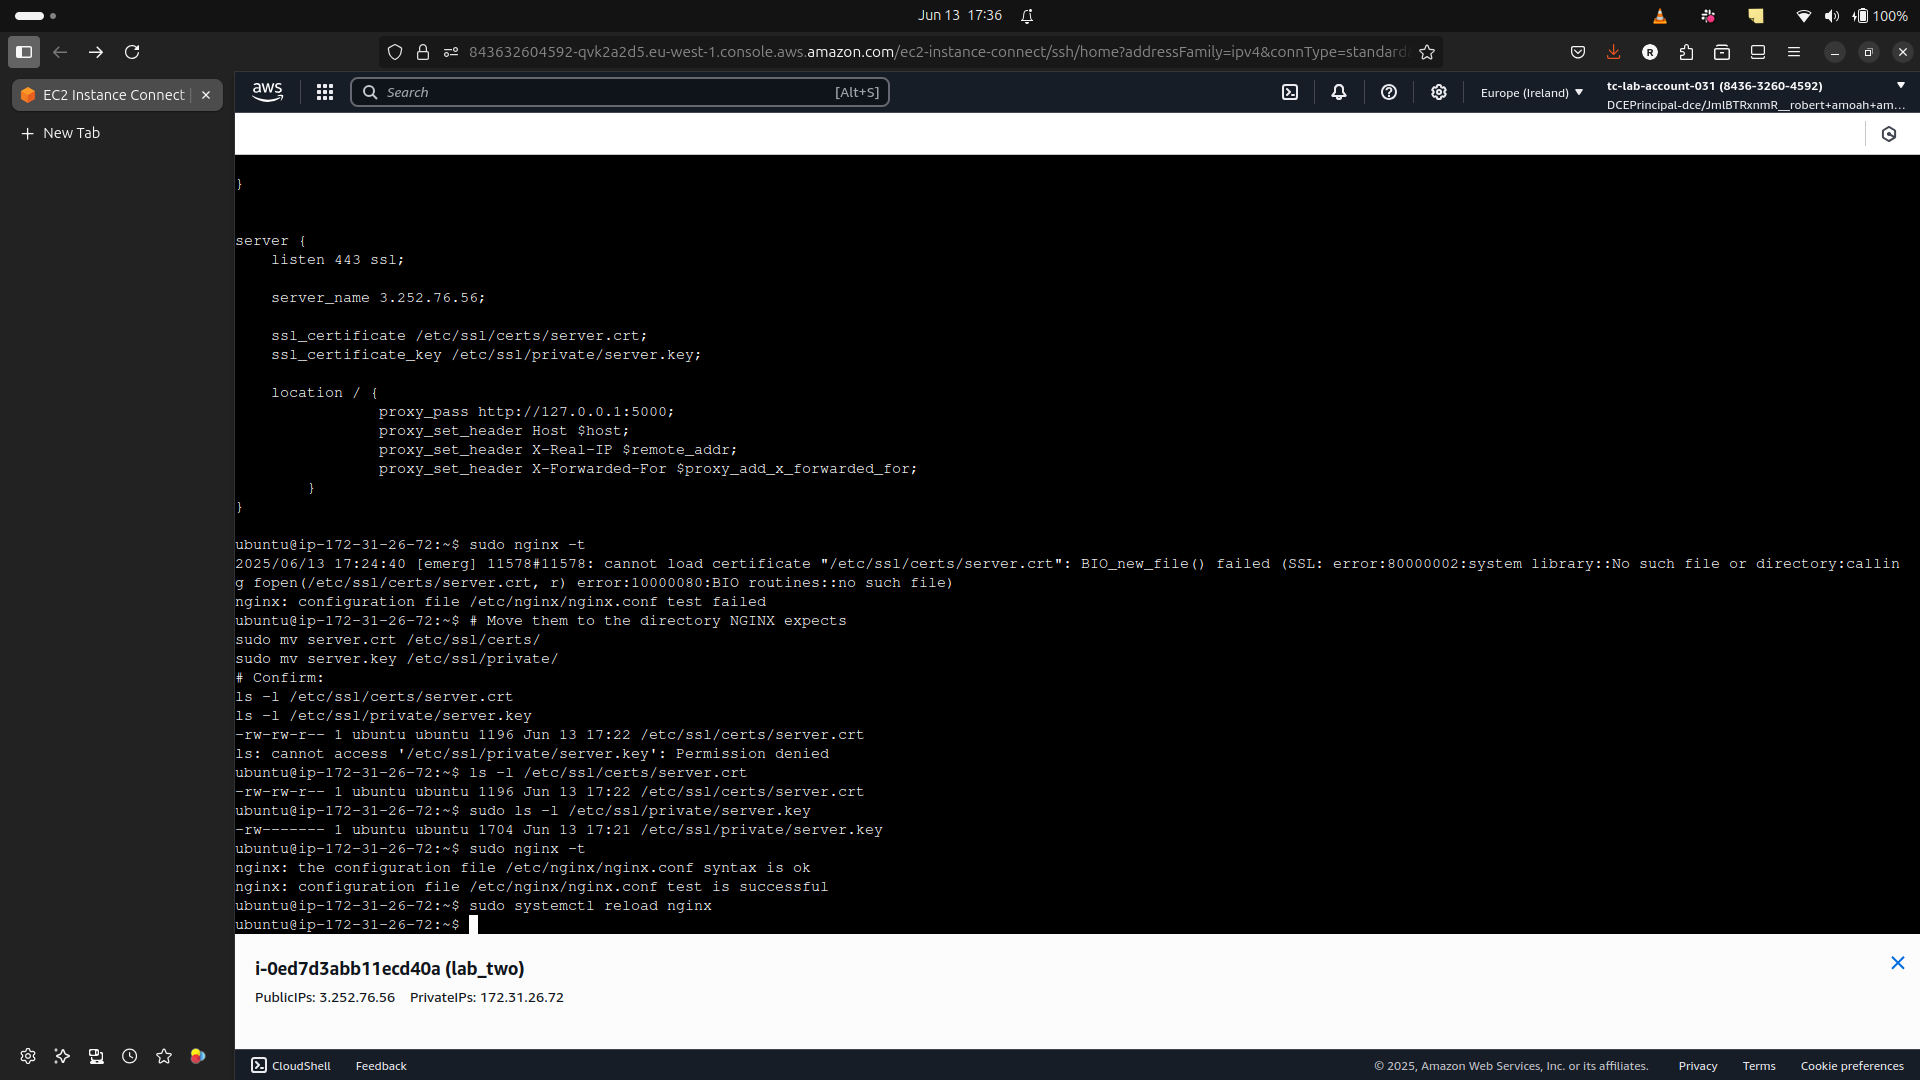 Jun 13 17:36
100%
843632604592-qvk2a2d5.eu-west-1.console.aws.amazon.com/ec2-instance-connect/ssh/home?addressFamily=ipv4&connType=standard
EC2 Instance Connect
New Tab
aws
Search [Alt+S]
Europe (Ireland)
tc-lab-account-031 (8436-3260-4592)
DCEPrincipal-dce/JmlBTRxnmR__robert+amoah+am...
}
server {
listen 443 ssl;
server_name 3.252.76.56;
ssl_certificate /etc/ssl/certs/server.crt;
ssl_certificate_key /etc/ssl/private/server.key;
location / {
proxy_pass http://127.0.0.1:5000;
proxy_set_header Host $host;
proxy_set_header X-Real-IP $remote_addr;
proxy_set_header X-Forwarded-For $proxy_add_x_forwarded_for;
}
}
ubuntu@ip-172-31-26-72:~$ sudo nginx -t
2025/06/13 17:24:40 [emerg] 11578#11578: cannot load certificate "/etc/ssl/certs/server.crt": BIO_new_file() failed (SSL: error:80000002:system library::No such file or directory:callin
g fopen(/etc/ssl/certs/server.crt, r) error:10000080:BIO routines::no such file)
nginx: configuration file /etc/nginx/nginx.conf test failed
ubuntu@ip-172-31-26-72:~$ # Move them to the directory NGINX expects
sudo mv server.crt /etc/ssl/certs/
sudo mv server.key /etc/ssl/private/
# Confirm:
ls -l /etc/ssl/certs/server.crt
ls -l /etc/ssl/private/server.key
-rw-rw-r-- 1 ubuntu ubuntu 1196 Jun 13 17:22 /etc/ssl/certs/server.crt
ls: cannot access '/etc/ssl/private/server.key': Permission denied
ubuntu@ip-172-31-26-72:~$ ls -l /etc/ssl/certs/server.crt
-rw-rw-r-- 1 ubuntu ubuntu 1196 Jun 13 17:22 /etc/ssl/certs/server.crt
ubuntu@ip-172-31-26-72:~$ sudo ls -l /etc/ssl/private/server.key
-rw------- 1 ubuntu ubuntu 1704 Jun 13 17:21 /etc/ssl/private/server.key
ubuntu@ip-172-31-26-72:~$ sudo nginx -t
nginx: the configuration file /etc/nginx/nginx.conf syntax is ok
nginx: configuration file /etc/nginx/nginx.conf test is successful
ubuntu@ip-172-31-26-72:~$ sudo systemctl reload nginx
ubuntu@ip-172-31-26-72:~$
i-0ed7d3abb11ecd40a (lab_two)
PublicIPs: 3.252.76.56 PrivateIPs: 172.31.26.72
CloudShell Feedback
© 2025, Amazon Web Services, Inc. or its affiliates. Privacy Terms Cookie preferences